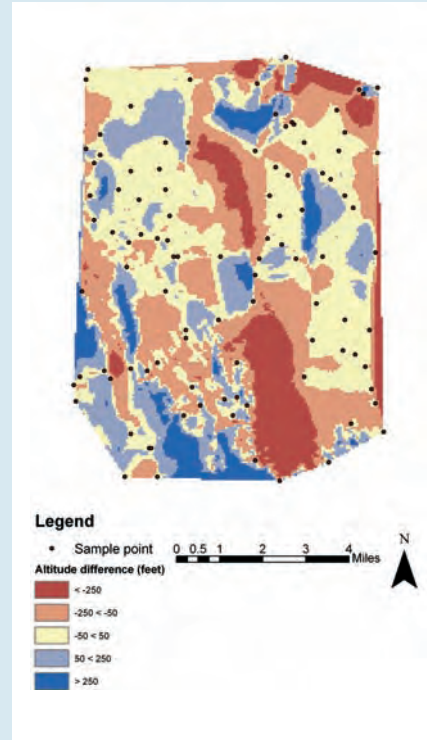 Legend
Sample point
0 0.5 1 2 3 4
Miles
N
Altitude difference (feet)
< -250
-250 < -50
-50 < 50
50 < 250
> 250